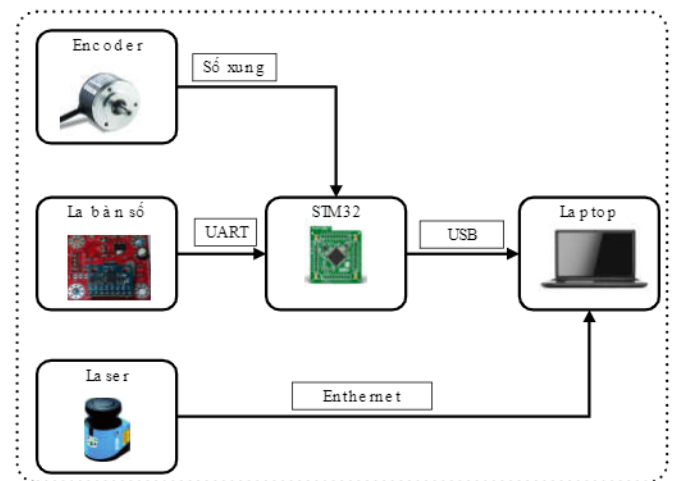 Encoder
Số xung
La bàn số
UART
STM32
USB
Laptop
Laser
Enthernet